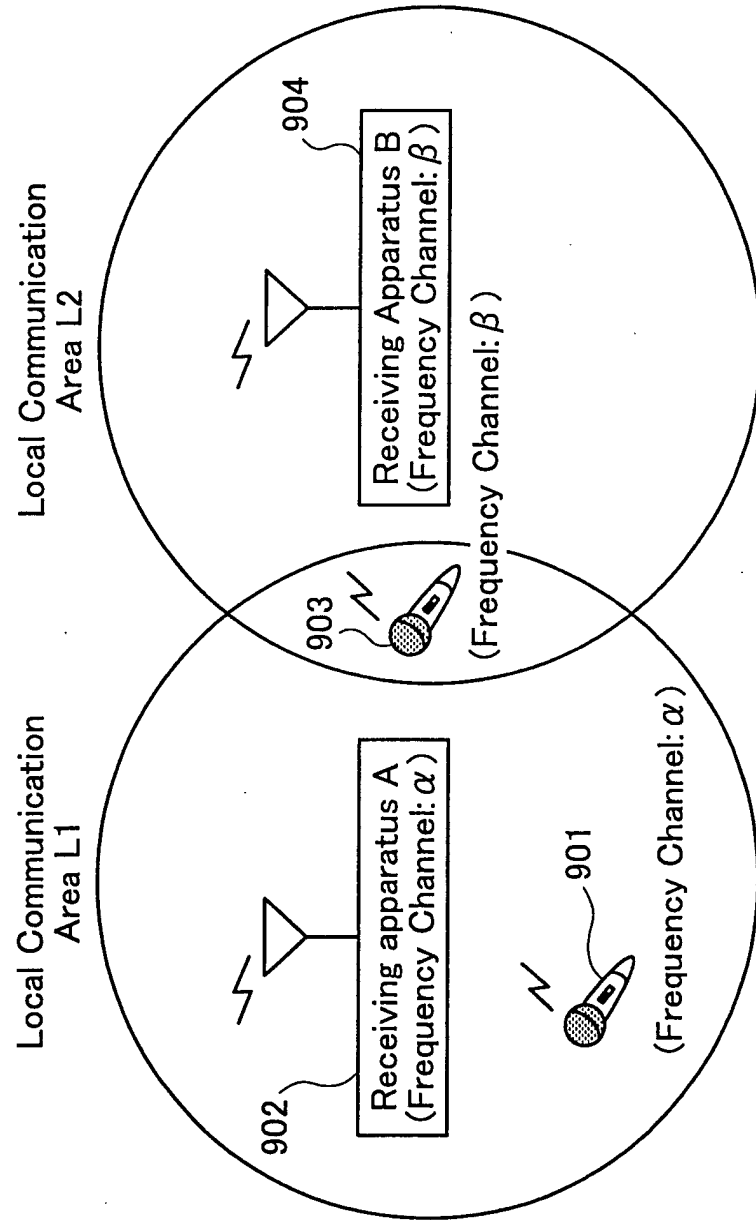 Local Communication
Area L1
Local Communication
Area L2
902
Receiving apparatus A
(Frequency Channel: α)
901
(Frequency Channel: α)
903
(Frequency Channel: β)
904
Receiving Apparatus B
(Frequency Channel: β)